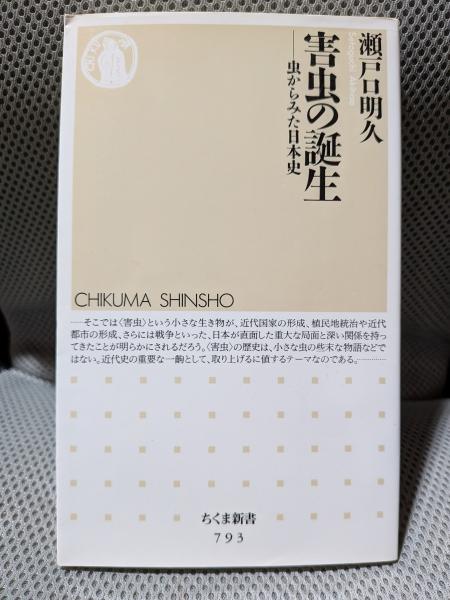 瀬戸口明久
Setoguchi Akihisa
害虫の誕生
―虫からみた日本史
CHIKUMA SHINSHO
……そこでは〈害虫〉という小さな生き物が、近代国家の形成、植民地統治や近代
都市の形成、さらには戦争といった、日本が直面した重大な局面と深い関係を持っ
てきたことが明らかにされるだろう。〈害虫〉の歴史は、小さな虫の些末な物語などで
はない。近代史の重要な一齣として、取り上げるに値するテーマなのである。…………
ちくま新書
793